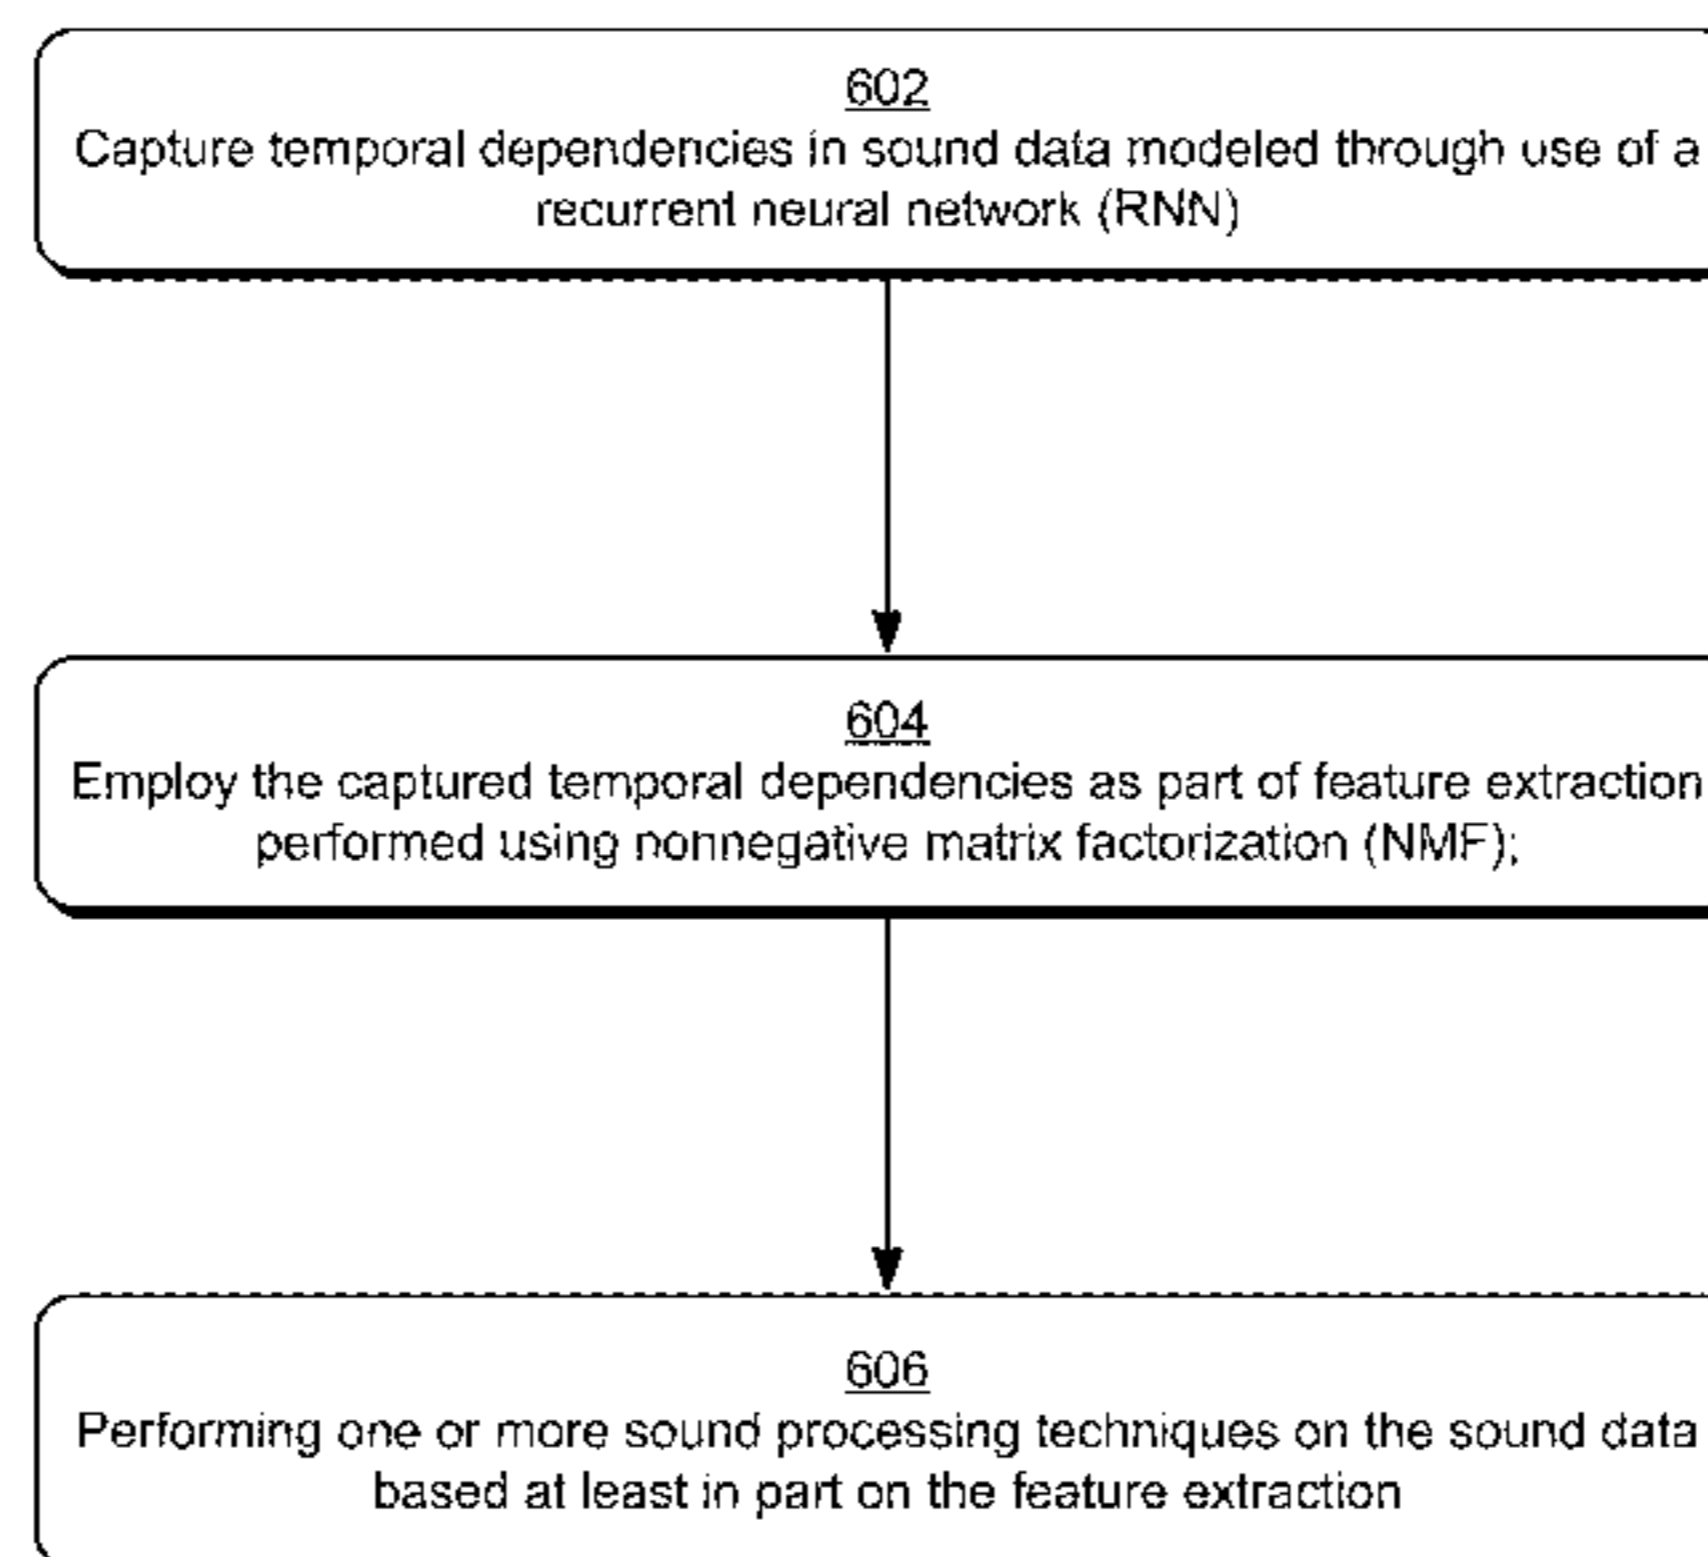 602
Capture temporal dependencies in sound data modeled through use of a
recurrent neural network (RNN)
604
Employ the captured temporal dependencies as part of feature extraction
performed using nonnegative matrix factorization (NMF);
606
Performing one or more sound processing techniques on the sound data
based at least in part on the feature extraction